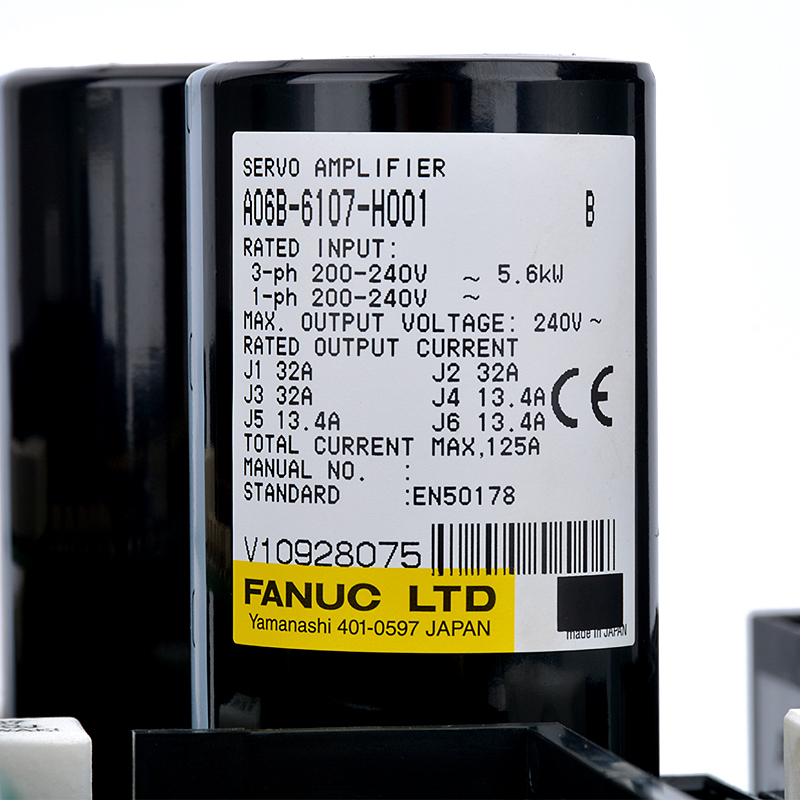 SERVO AMPLIFIER
A06B-6107-H001 B
RATED INPUT:
3-ph 200-240V ~ 5.6kW
1-ph 200-240V ~
MAX. OUTPUT VOLTAGE: 240V ~
RATED OUTPUT CURRENT
J1 32A J2 32A
J3 32A J4 13.4A
J5 13.4A J6 13.4A
CE
TOTAL CURRENT MAX,125A
MANUAL NO. :
STANDARD :EN50178
V10928075
FANUC LTD
Yamanashi 401-0597 JAPAN
made in JAPAN